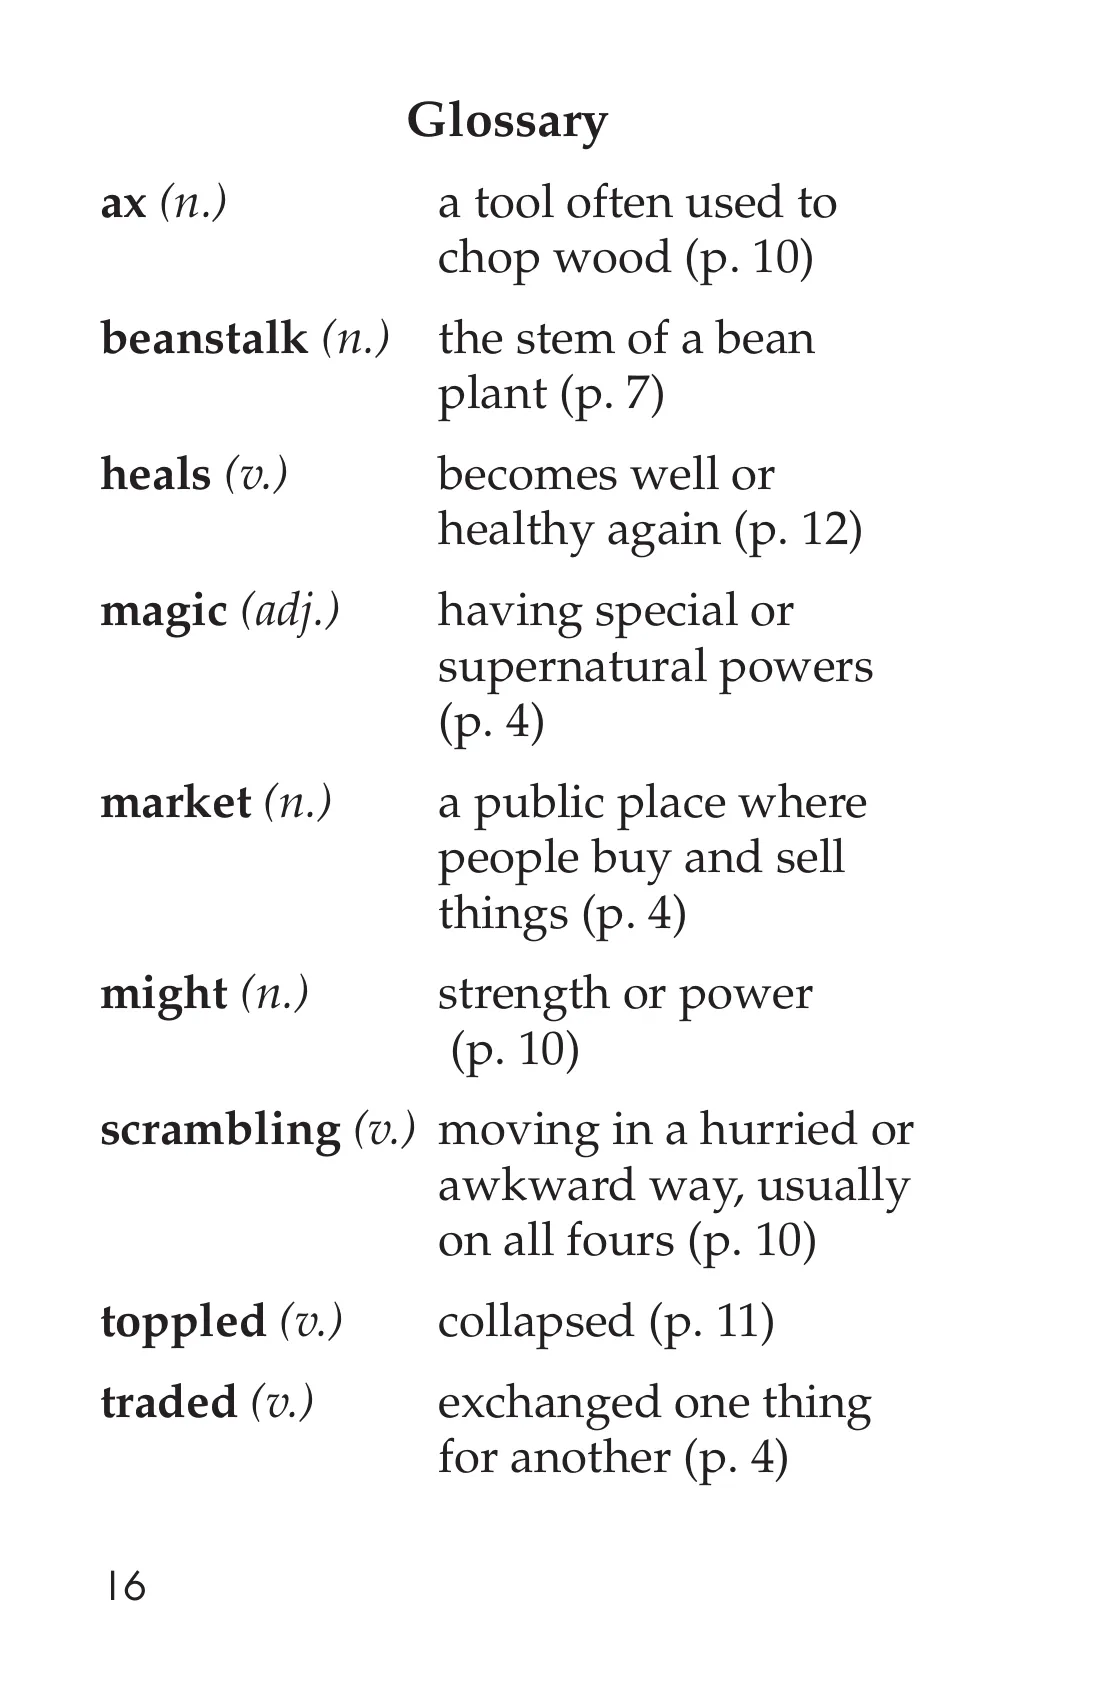 Glossary
ax (n.) a tool often used to
chop wood (p. 10)
beanstalk (n.) the stem of a bean
plant (p. 7)
heals (v.) becomes well or
healthy again (p. 12)
magic (adj.) having special or
supernatural powers
(p. 4)
market (n.) a public place where
people buy and sell
things (p. 4)
might (n.) strength or power
(p. 10)
scrambling (v.) moving in a hurried or
awkward way, usually
on all fours (p. 10)
toppled (v.) collapsed (p. 11)
traded (v.) exchanged one thing
for another (p. 4)
16